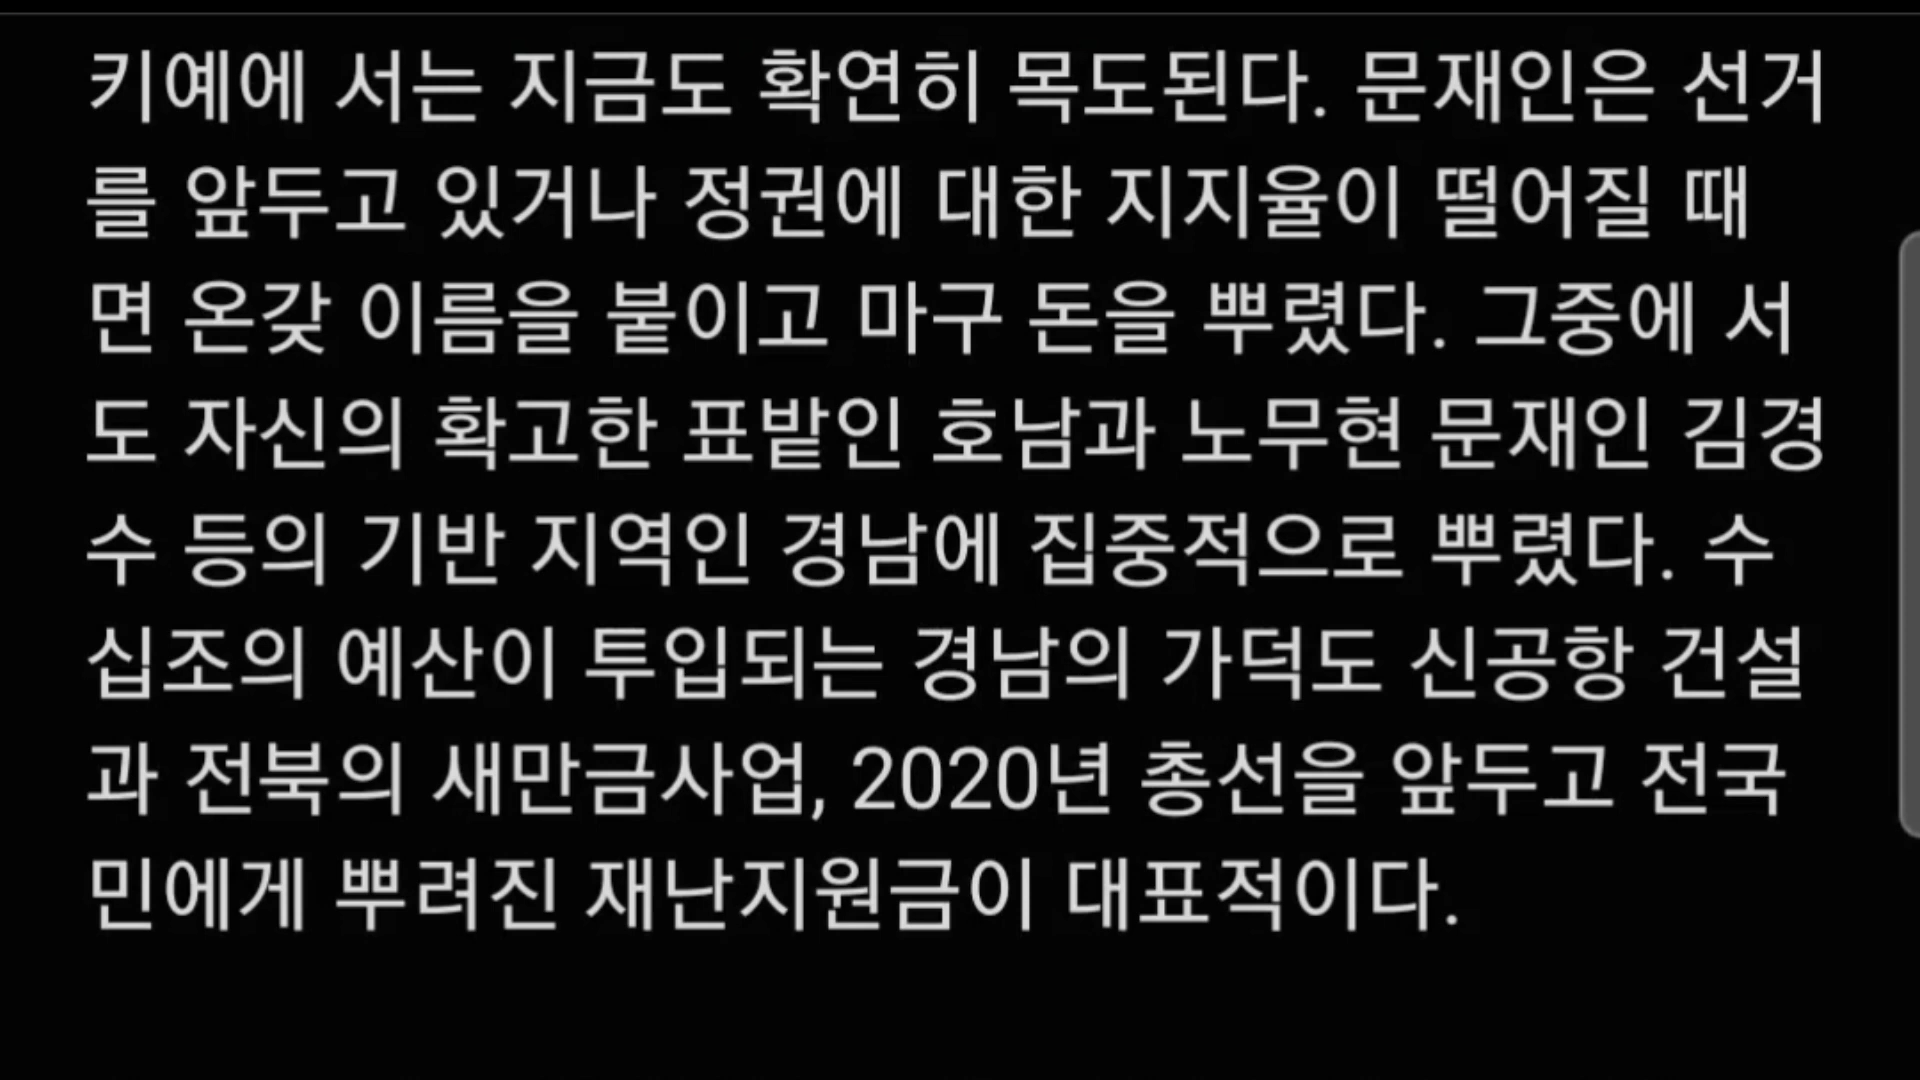 키예에 서는 지금도 확연히 목도된다. 문재인은 선거
를 앞두고 있거나 정권에 대한 지지율이 떨어질 때
면 온갖 이름을 붙이고 마구 돈을 뿌렸다. 그중에 서
도 자신의 확고한 표밭인 호남과 노무현 문재인 김경
수 등의 기반 지역인 경남에 집중적으로 뿌렸다. 수
십조의 예산이 투입되는 경남의 가덕도 신공항 건설
과 전북의 새만금사업, 2020년 총선을 앞두고 전국
민에게 뿌려진 재난지원금이 대표적이다.